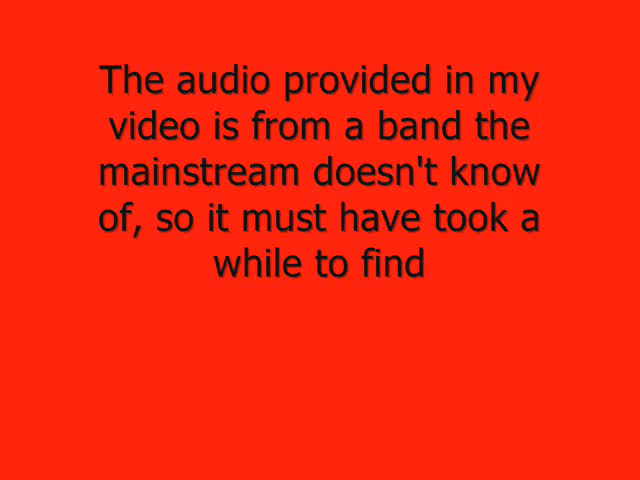 The audio provided in my
video is from a band the
mainstream doesn't know
of, so it must have took a
while to find